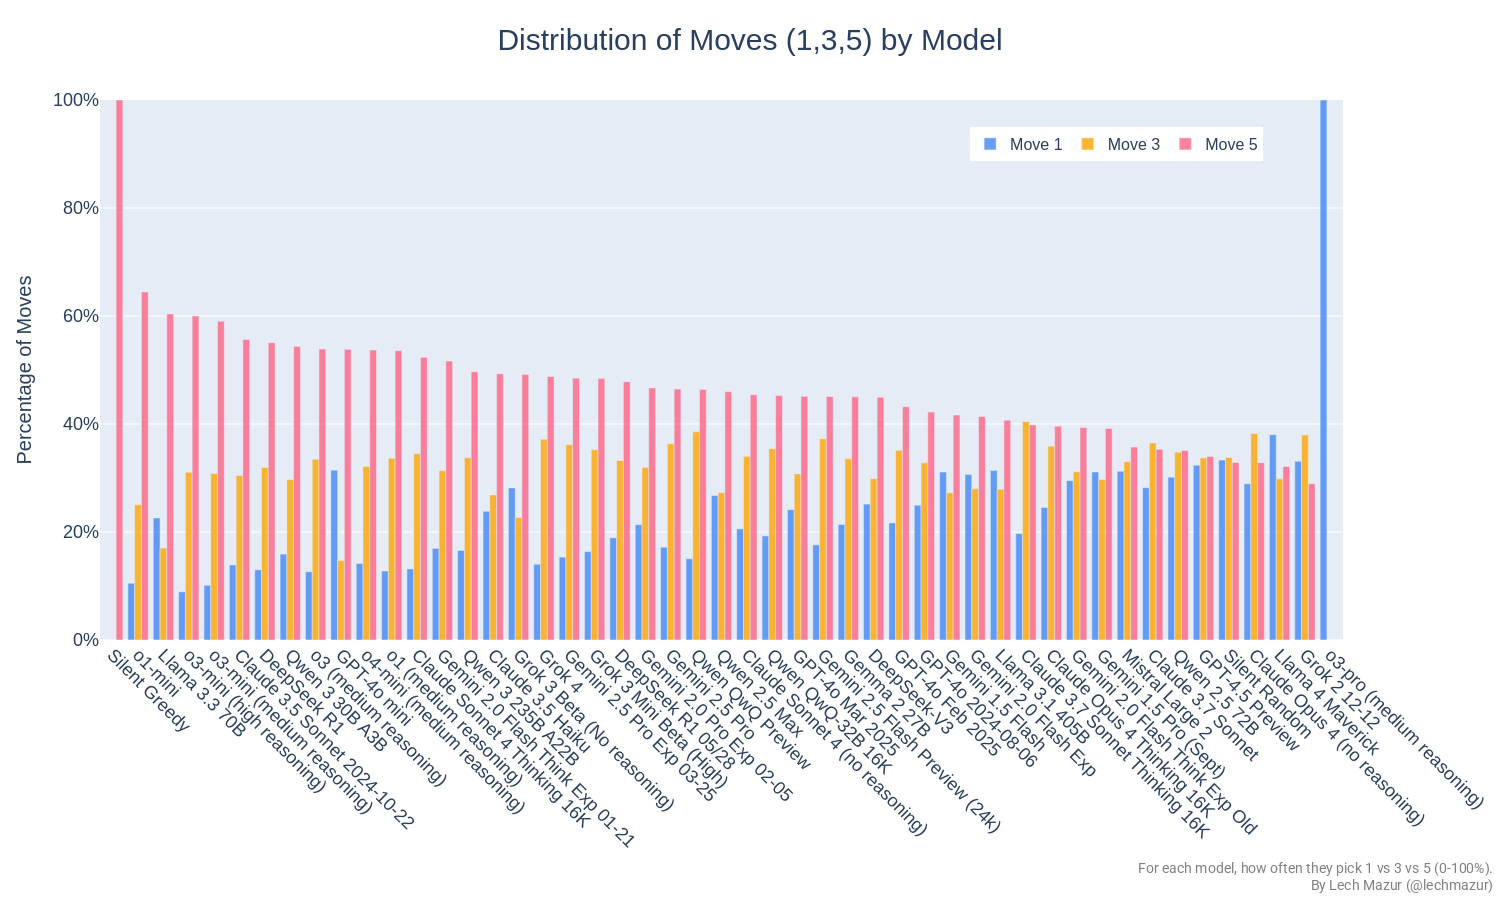 Distribution of Moves (1,3,5) by Model
100%
80%
60%
40%
20%
0%
Percentage of Moves
Move 1
Move 3
Move 5
Silent Greedy
o1-mini
Llama 3.3 70B
o3-mini (high reasoning)
o3-mini (medium reasoning)
Claude 3.5 Sonnet 2024-10-22
DeepSeek R1
Qwen 3 30B A3B
o3 (medium reasoning)
GPT-4o mini
o4-mini (medium reasoning)
o1 (medium reasoning)
Claude Sonnet 4 Thinking 16K
Gemini 2.0 Flash Think Exp 01-21
Qwen 3 235B A22B
Claude 3.5 Haiku
Grok 3 Beta (No reasoning)
Grok 4
Gemini 2.5 Pro Exp 03-25
Grok 3 Mini Beta (High)
DeepSeek R1 05/28
Gemini 2.0 Pro Exp 02-05
Gemini 2.5 Pro
Qwen QwQ Preview
Qwen 2.5 Max
Claude Sonnet 4 (no reasoning)
Qwen QwQ-32B 16K
GPT-4o Mar 2025
Gemini 2.5 Flash Preview (24k)
Gemma 2 27B
DeepSeek-V3
GPT-4o Feb 2025
GPT-4o 2024-08-06
Gemini 1.5 Flash
Gemini 2.0 Flash Exp
Llama 3.1 405B
Claude 3.7 Sonnet Thinking 16K
Claude Opus 4 Thinking 16K
Gemini 2.0 Flash Think Exp Old
Gemini 1.5 Pro (Sept)
Mistral Large 2
Claude 3.7 Sonnet
Qwen 2.5 72B
GPT-4.5 Preview
Silent Random
Claude Opus 4 (no reasoning)
Llama 4 Maverick
Grok 2 12-12
o3-pro (medium reasoning)
For each model, how often they pick 1 vs 3 vs 5 (0-100%).
By Lech Mazur (@lechmazur)